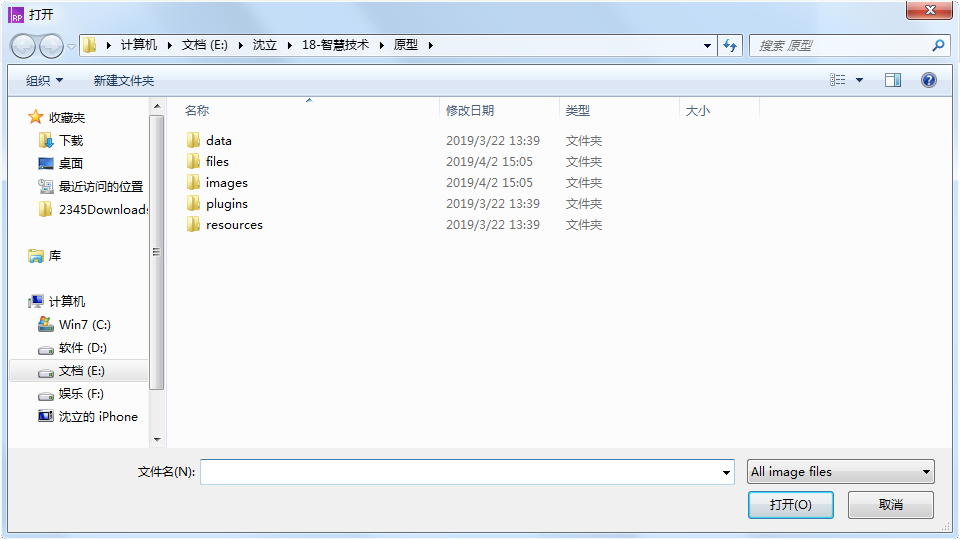 RP 打开
计算机 文档 (E:) 沈立 18-智慧技术 原型
搜索 原型
组织 新建文件夹
名称 修改日期 类型 大小
收藏夹
下载
桌面
最近访问的位置
2345Downloads
库
计算机
Win7 (C:)
软件 (D:)
文档 (E:)
娱乐 (F:)
沈立的 iPhone
data 2019/3/22 13:39 文件夹
files 2019/4/2 15:05 文件夹
images 2019/4/2 15:05 文件夹
plugins 2019/3/22 13:39 文件夹
resources 2019/3/22 13:39 文件夹
文件名(N):
All image files
打开(O) 取消